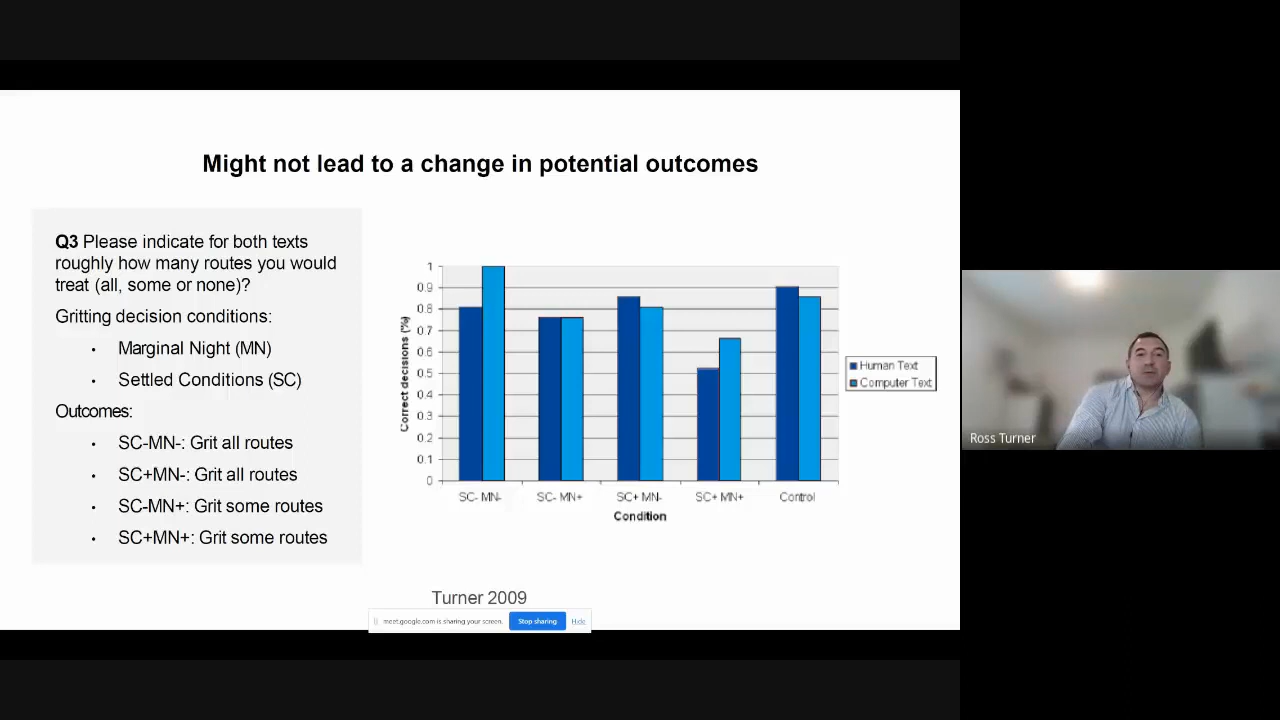 Might not lead to a change in potential outcomes
Q3 Please indicate for both texts
roughly how many routes you would
treat (all, some or none)?
Gritting decision conditions:
• Marginal Night (MN)
• Settled Conditions (SC)
Outcomes:
• SC-MN-: Grit all routes
• SC+MN-: Grit all routes
• SC-MN+: Grit some routes
• SC+MN+: Grit some routes
Correct decisions (%)
1
0.9
0.8
0.7
0.6
0.5
0.4
0.3
0.2
0.1
0
SC- MN- SC- MN+ SC+ MN- SC+ MN+ Control
Condition
Human Text
Computer Text
Turner 2009
meet.google.com is sharing your screen. Stop sharing Hide
Ross Turner